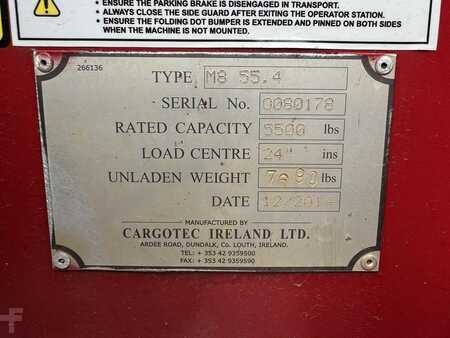 • ENSURE THE PARKING BRAKE IS DISENGAGED IN TRANSPORT.
• ALWAYS CLOSE THE SIDE GUARD AFTER EXITING THE OPERATOR STATION.
• ENSURE THE FOLDING DOT BUMPER IS EXTENDED AND PINNED ON BOTH SIDES
WHEN THE MACHINE IS NOT MOUNTED.
266136
TYPE M8 55.4
SERIAL No. 0080178
RATED CAPACITY 5500 lbs
LOAD CENTRE 24" ins
UNLADEN WEIGHT lbs
DATE
MANUFACTURED BY
CARGOTEC IRELAND LTD.
ARDEE ROAD, DUNDALK, Co. LOUTH, IRELAND.
TEL: + 353 42 9359500
FAX: + 353 42 9359590